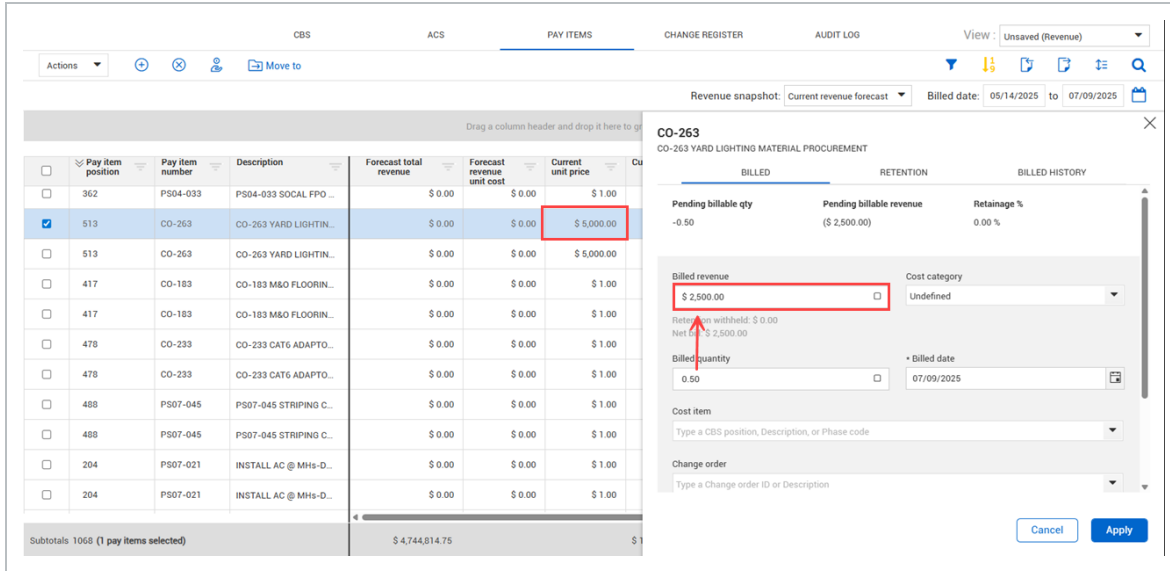 CBS ACS PAY ITEMS CHANGE REGISTER AUDIT LOG View : Unsaved (Revenue)
Actions Move to
Revenue snapshot: Current revenue forecast Billed date: 05/14/2025 to 07/09/2025
Drag a column header and drop it here to gr
Pay item position Pay item number Description Forecast total revenue Forecast revenue unit cost Current unit price Cu
362 PS04-033 PS04-033 SOCAL FPO ... $ 0.00 $ 0.00 $ 1.00
513 CO-263 CO-263 YARD LIGHTIN... $ 0.00 $ 0.00 $ 5,000.00
513 CO-263 CO-263 YARD LIGHTIN... $ 0.00 $ 0.00 $ 5,000.00
417 CO-183 CO-183 M&O FLOORIN... $ 0.00 $ 0.00 $ 1.00
417 CO-183 CO-183 M&O FLOORIN... $ 0.00 $ 0.00 $ 1.00
478 CO-233 CO-233 CAT6 ADAPTO... $ 0.00 $ 0.00 $ 1.00
478 CO-233 CO-233 CAT6 ADAPTO... $ 0.00 $ 0.00 $ 1.00
488 PS07-045 PS07-045 STRIPING C... $ 0.00 $ 0.00 $ 1.00
488 PS07-045 PS07-045 STRIPING C... $ 0.00 $ 0.00 $ 1.00
204 PS07-021 INSTALL AC @ MHs-D... $ 0.00 $ 0.00 $ 1.00
204 PS07-021 INSTALL AC @ MHs-D... $ 0.00 $ 0.00 $ 1.00
Subtotals 1068 (1 pay items selected) $ 4,744,814.75 $ 1
CO-263
CO-263 YARD LIGHTING MATERIAL PROCUREMENT
BILLED RETENTION BILLED HISTORY
Pending billable qty Pending billable revenue Retainage %
-0.50 ($ 2,500.00) 0.00 %
Billed revenue Cost category
$ 2,500.00 Undefined
Retention withheld: $ 0.00
Net $ 2,500.00
Billed quantity • Billed date
0.50 07/09/2025
Cost item
Type a CBS position, Description, or Phase code
Change order
Type a Change order ID or Description
Cancel Apply